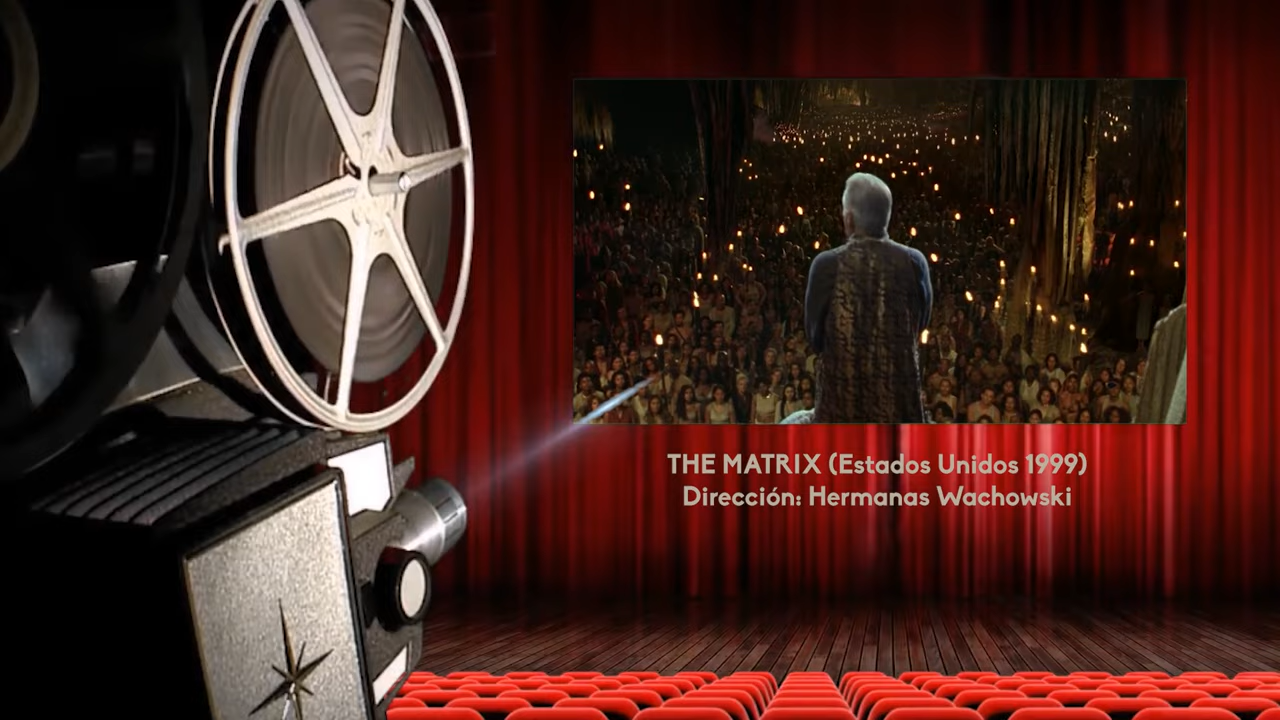 THE MATRIX (Estados Unidos 1999)
Dirección: Hermanas Wachowski